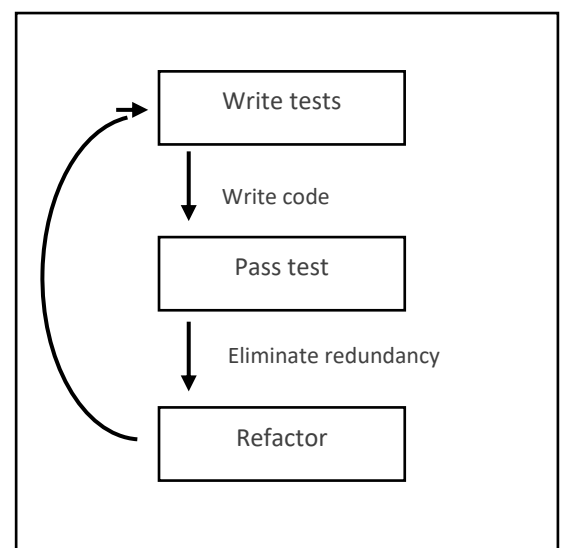 Write tests
Write code
Pass test
Eliminate redundancy
Refactor